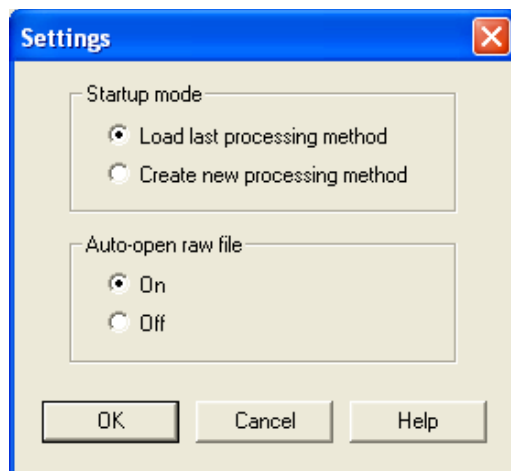 Settings
Startup mode
Load last processing method
Create new processing method
Auto-open raw file
On
Off
OK Cancel Help